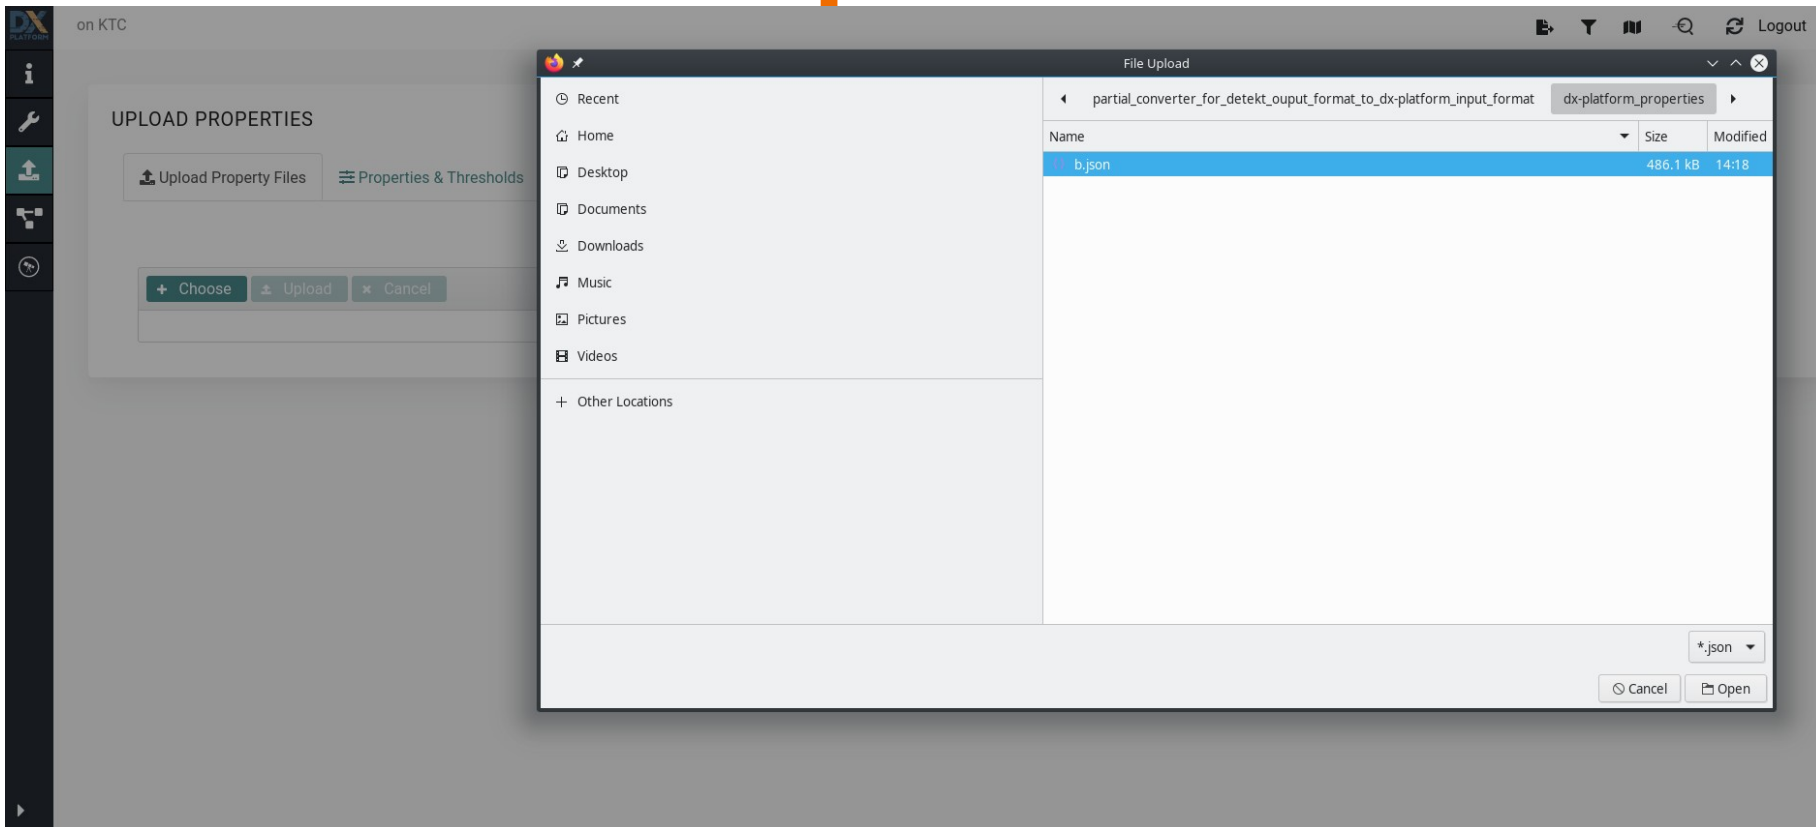 DX
PLATFORM
on KTC
Logout
File Upload
UPLOAD PROPERTIES
Upload Property Files
Properties & Thresholds
Choose
Upload
Cancel
Recent
Home
Desktop
Documents
Downloads
Music
Pictures
Videos
Other Locations
partial_converter_for_detekt_ouput_format_to_dx-platform_input_format dx-platform_properties
Name Size Modified
b.json 486.1 kB 14:18
*.json
Cancel Open